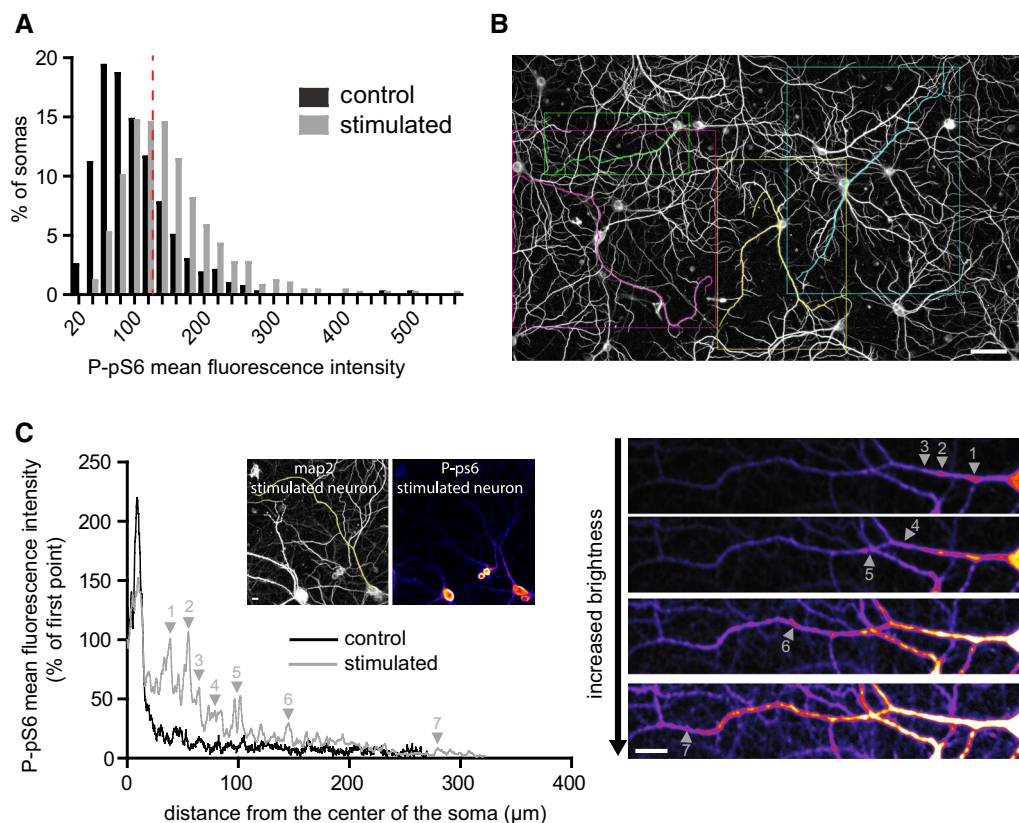 A
20
15
10
5
0
% of somas
control
stimulated
20
100
200
300
400
500
P-pS6 mean fluorescence intensity
B
C
250
200
150
100
50
0
P-pS6 mean fluorescence intensity
(% of first point)
map2
stimulated neuron
P-ps6
stimulated neuron
control
stimulated
1
2
3
4
5
6
7
0
100
200
300
400
distance from the center of the soma (µm)
increased brightness
3
2
1
4
5
6
7